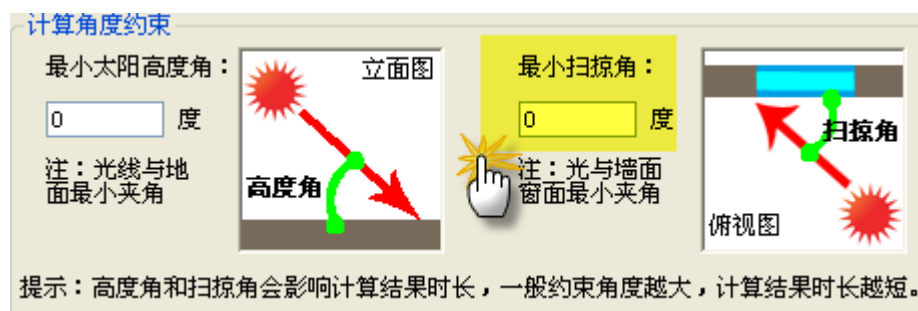 计算角度约束
最小太阳高度角：
0 度
注：光线与地
面最小夹角
立面图
高度角
最小扫掠角：
0 度
注：光与墙面
窗面最小夹角
扫掠角
俯视图
提示：高度角和扫掠角会影响计算结果时长，一般约束角度越大，计算结果时长越短。